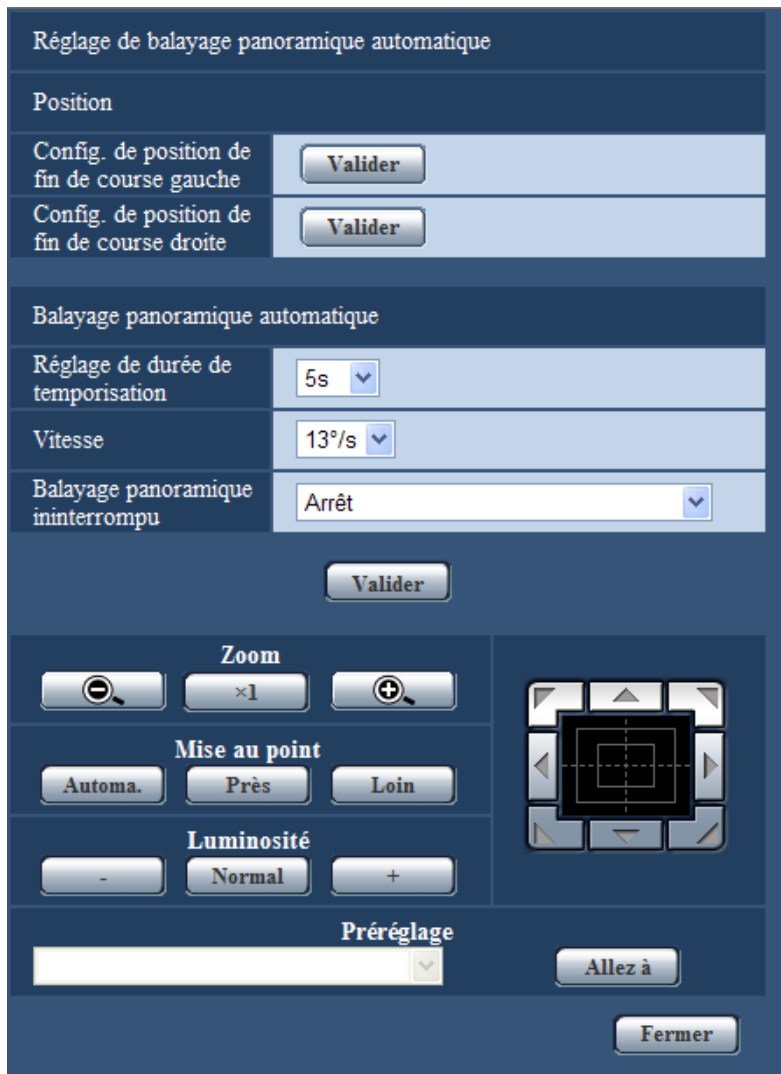 Réglage de balayage panoramique automatique
Position
Config. de position de
fin de course gauche
Valider
Config. de position de
fin de course droite
Valider
Balayage panoramique automatique
Réglage de durée de
temporisation
5s
Vitesse
13°/s
Balayage panoramique
ininterrompu
Arrêt
Valider
Zoom
×1
Mise au point
Automa. Près Loin
Luminosité
- Normal +
Préréglage
Allez à
Fermer